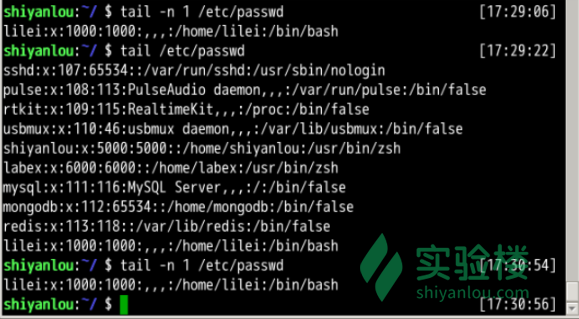 shiyanlou:~/ $ tail -n 1 /etc/passwd [17:29:06]
lilei:x:1000:1000:,,,:/home/lilei:/bin/bash
shiyanlou:~/ $ tail /etc/passwd [17:29:22]
sshd:x:107:65534::/var/run/sshd:/usr/sbin/nologin
pulse:x:108:113:PulseAudio daemon,,,:/var/run/pulse:/bin/false
rtkit:x:109:115:RealtimeKit,,,:/proc:/bin/false
usbmux:x:110:46:usbmux daemon,,,:/var/lib/usbmux:/bin/false
shiyanlou:x:5000:5000::/home/shiyanlou:/usr/bin/zsh
labex:x:6000:6000::/home/labex:/usr/bin/zsh
mysql:x:111:116:MySQL Server,,,:/:/bin/false
mongodb:x:112:65534::/home/mongodb:/bin/false
redis:x:113:118::/var/lib/redis:/bin/false
lilei:x:1000:1000:,,,:/home/lilei:/bin/bash
shiyanlou:~/ $ tail -n 1 /etc/passwd [17:30:54]
lilei:x:1000:1000:,,,:/home/lilei:/bin/bash
shiyanlou:~/ $ [17:30:56]
实验楼
shiyanlou.com